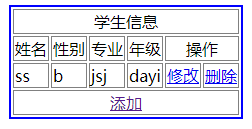 学生信息
姓名 性别 专业 年级 操作
ss b jsj dayi 修改 删除
添加